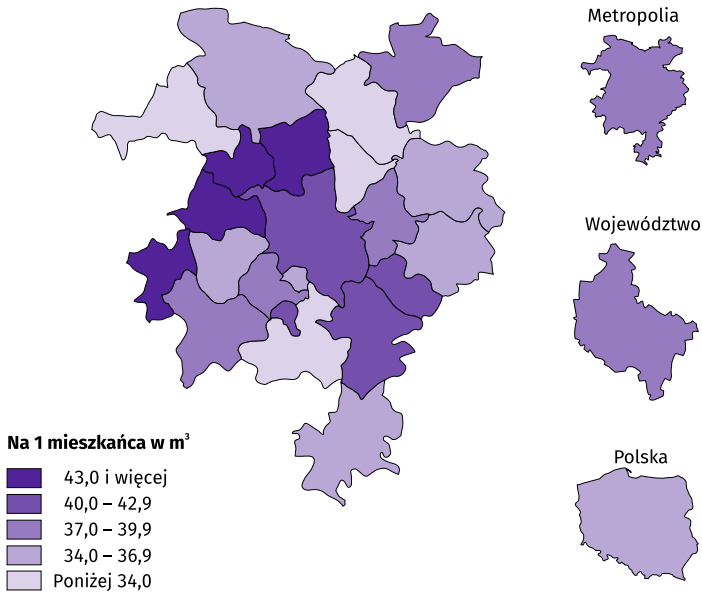 Metropolia
Województwo
Polska
Na 1 mieszkańca w m³
43,0 i więcej
40,0 – 42,9
37,0 – 39,9
34,0 – 36,9
Poniżej 34,0